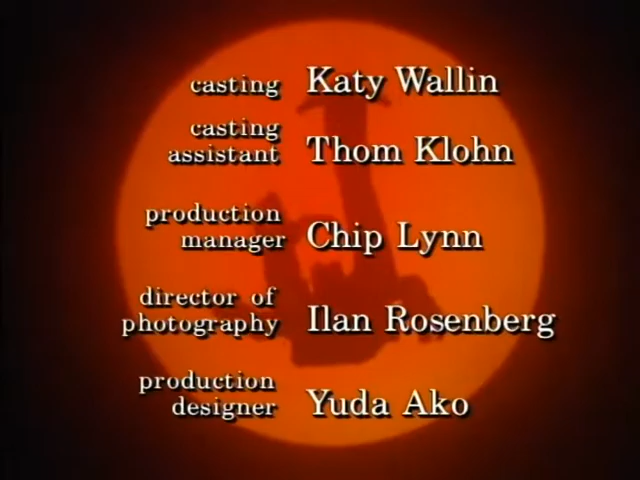 casting Katy Wallin
casting
assistant Thom Klohn
production
manager Chip Lynn
director of
photography Ilan Rosenberg
production
designer Yuda Ako